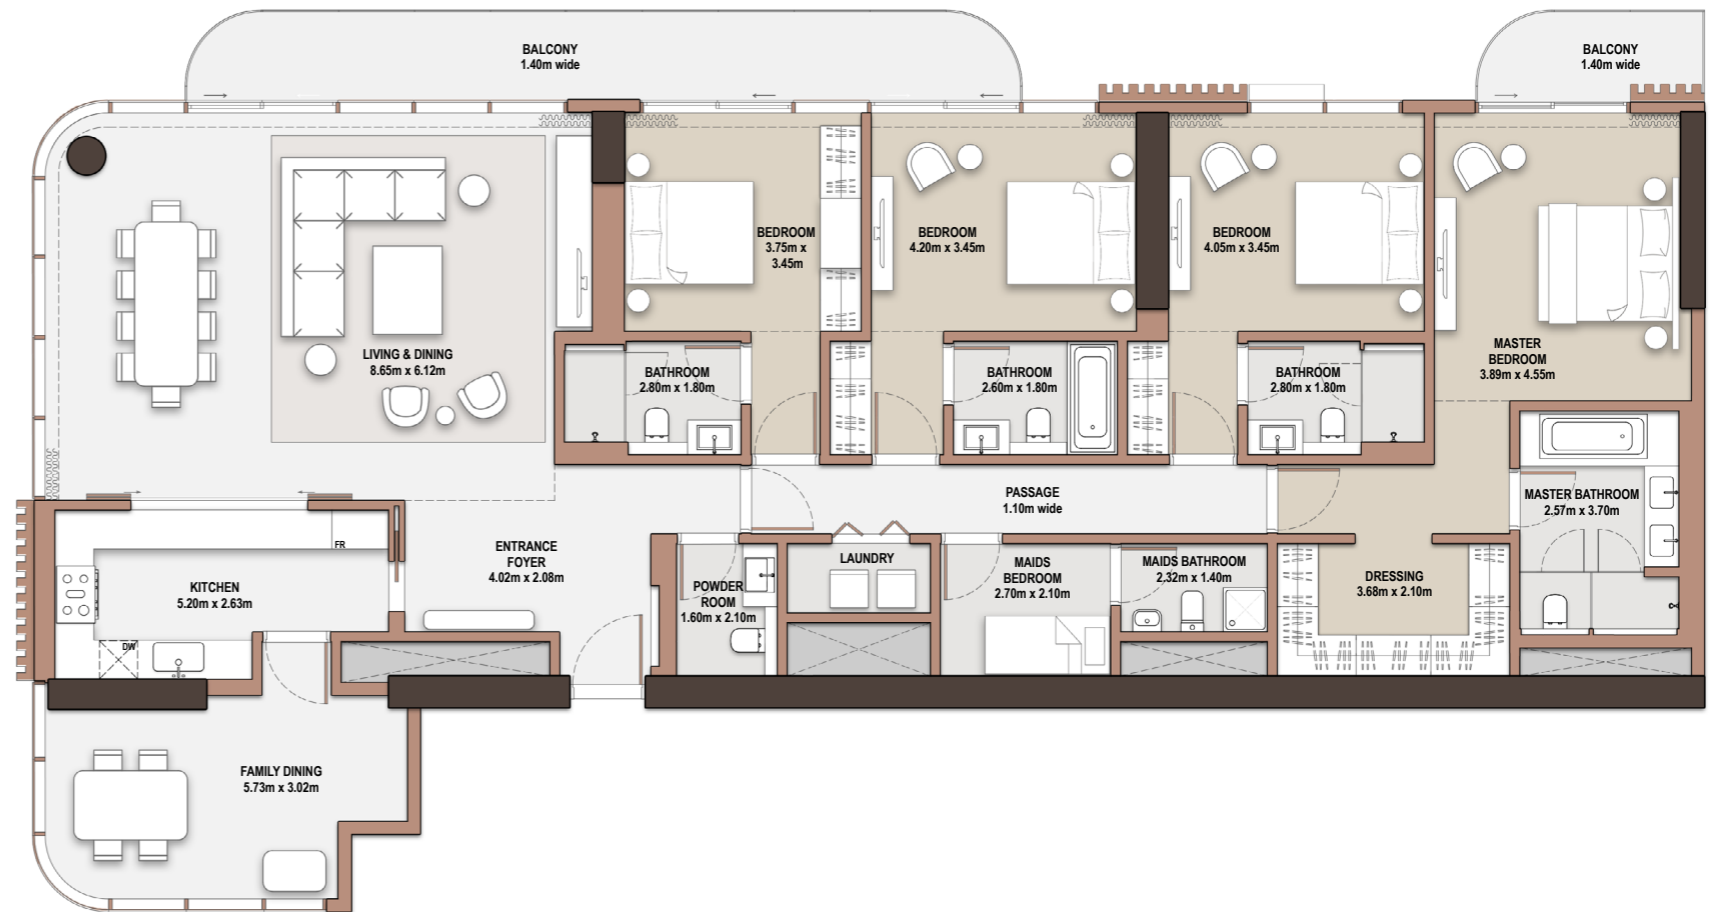 BALCONY
1.40m wide
BALCONY
1.40m wide
BEDROOM
3.75m x
3.45m
BEDROOM
4.20m x 3.45m
BEDROOM
4.05m x 3.45m
LIVING & DINING
8.65m x 6.12m
MASTER
BEDROOM
3.89m x 4.55m
BATHROOM
2.80m x 1.80m
BATHROOM
2.60m x 1.80m
BATHROOM
2.80m x 1.80m
PASSAGE
1.10m wide
MASTER BATHROOM
2.57m x 3.70m
FR
ENTRANCE
FOYER
4.02m x 2.08m
KITCHEN
5.20m x 2.63m
POWDER
ROOM
1.60m x 2.10m
LAUNDRY
MAIDS
BEDROOM
2.70m x 2.10m
MAIDS BATHROOM
2.32m x 1.40m
DRESSING
3.68m x 2.10m
DW
FAMILY DINING
5.73m x 3.02m